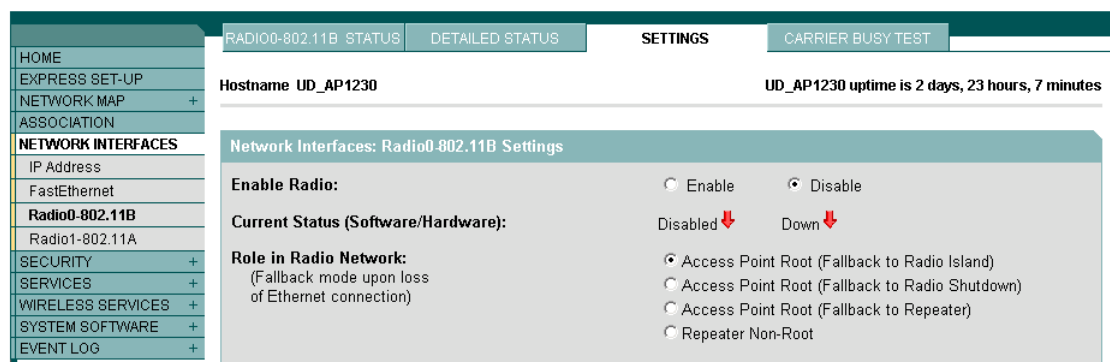 RADIO0-802.11B STATUS
DETAILED STATUS
SETTINGS
CARRIER BUSY TEST
HOME
EXPRESS SET-UP
NETWORK MAP +
ASSOCIATION
NETWORK INTERFACES
IP Address
FastEthernet
Radio0-802.11B
Radio1-802.11A
SECURITY +
SERVICES +
WIRELESS SERVICES +
SYSTEM SOFTWARE +
EVENT LOG +
Hostname UD_AP1230
UD_AP1230 uptime is 2 days, 23 hours, 7 minutes
Network Interfaces: Radio0-802.11B Settings
Enable Radio: Enable Disable
Current Status (Software/Hardware): Disabled Down
Role in Radio Network:
(Fallback mode upon loss
of Ethernet connection)
Access Point Root (Fallback to Radio Island)
Access Point Root (Fallback to Radio Shutdown)
Access Point Root (Fallback to Repeater)
Repeater Non-Root